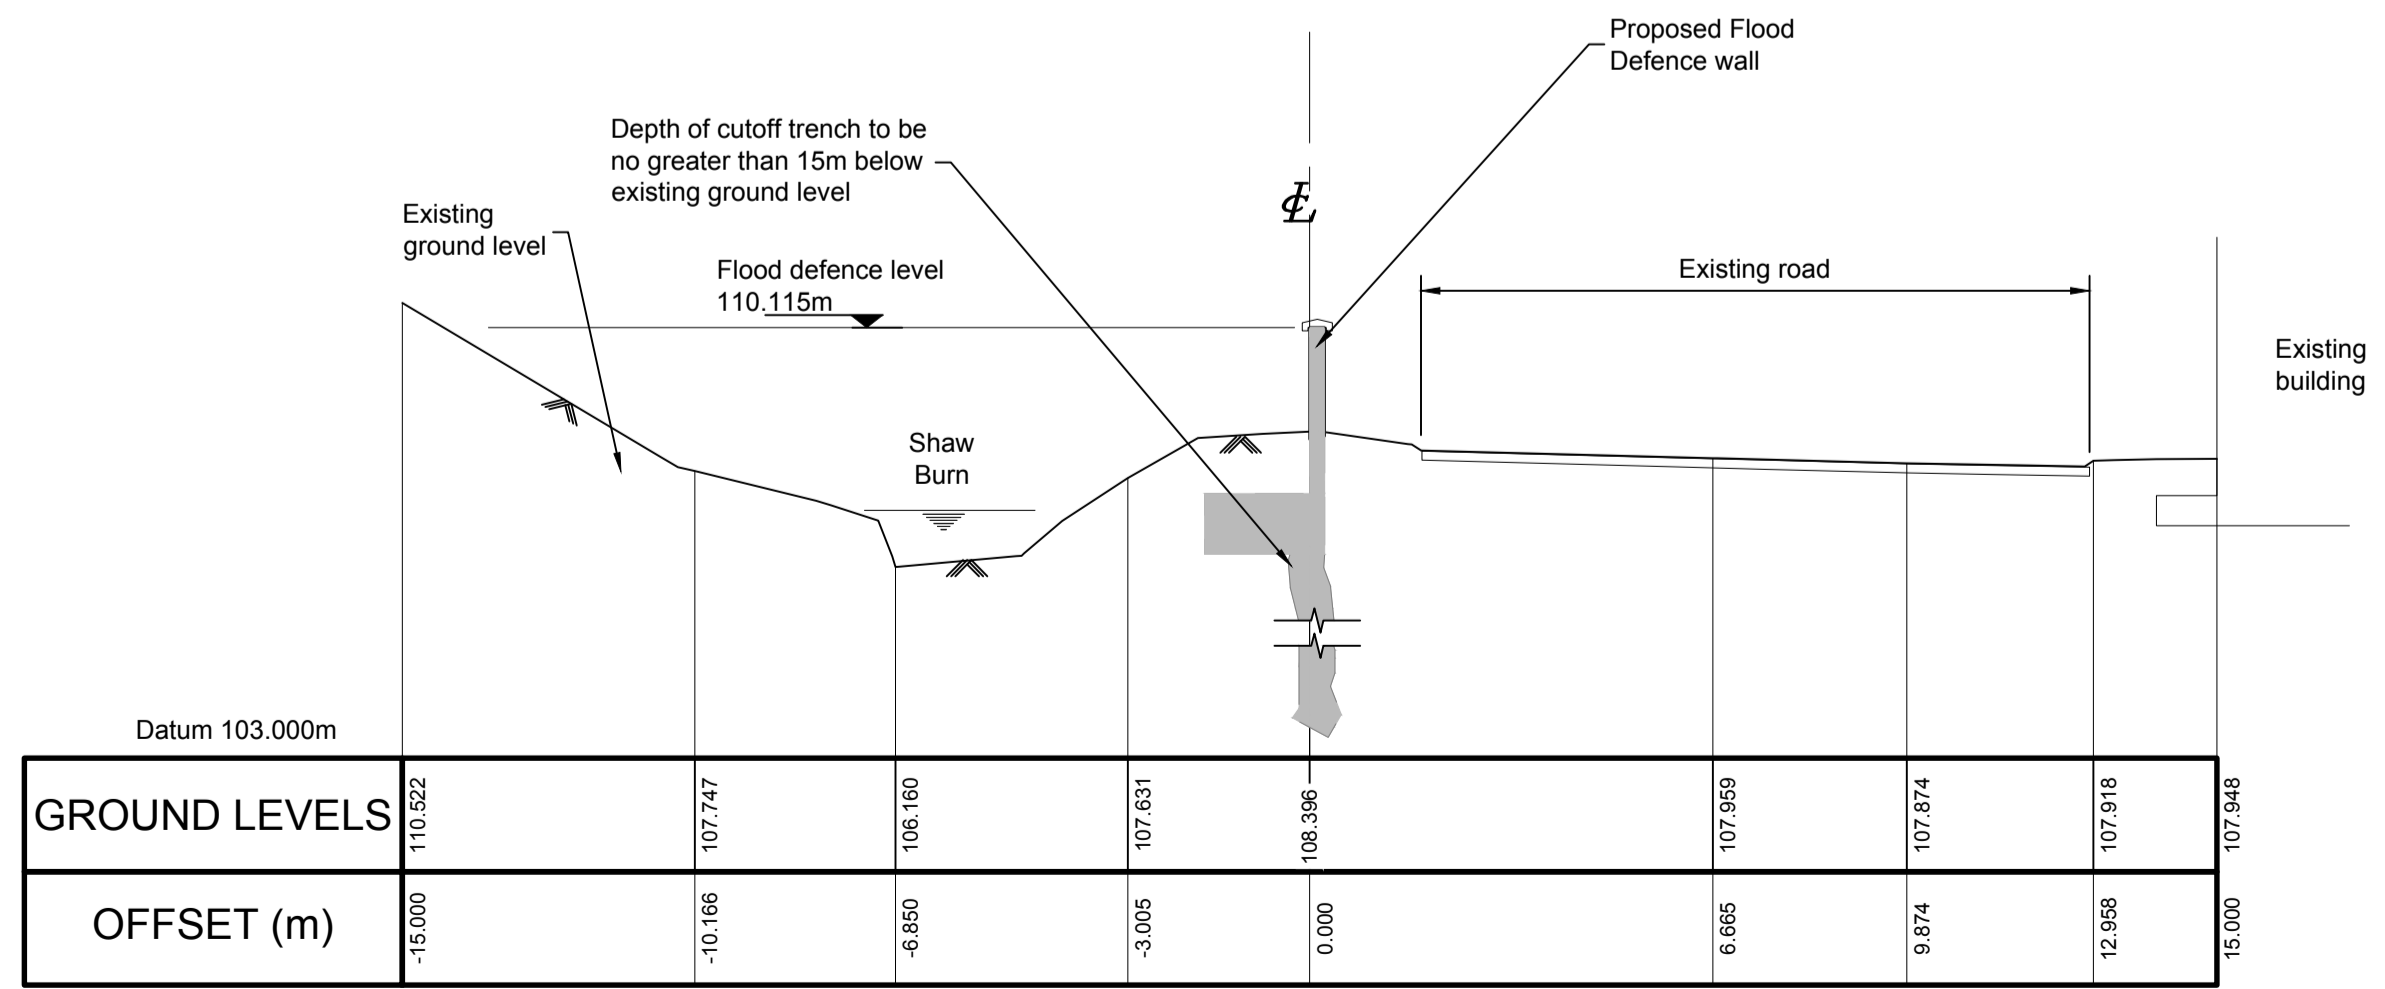 Proposed Flood
Defence wall
Depth of cutoff trench to be
no greater than 15m below
existing ground level
℄
Existing
ground level
Flood defence level
110.115m
Existing road
Existing
building
Shaw
Burn
Datum 103.000m
GROUND LEVELS
110.522
107.747
106.160
107.631
108.396
107.959
107.874
107.918
107.948
OFFSET (m)
-15.000
-10.166
-6.850
-3.005
0.000
6.665
9.874
12.958
15.000